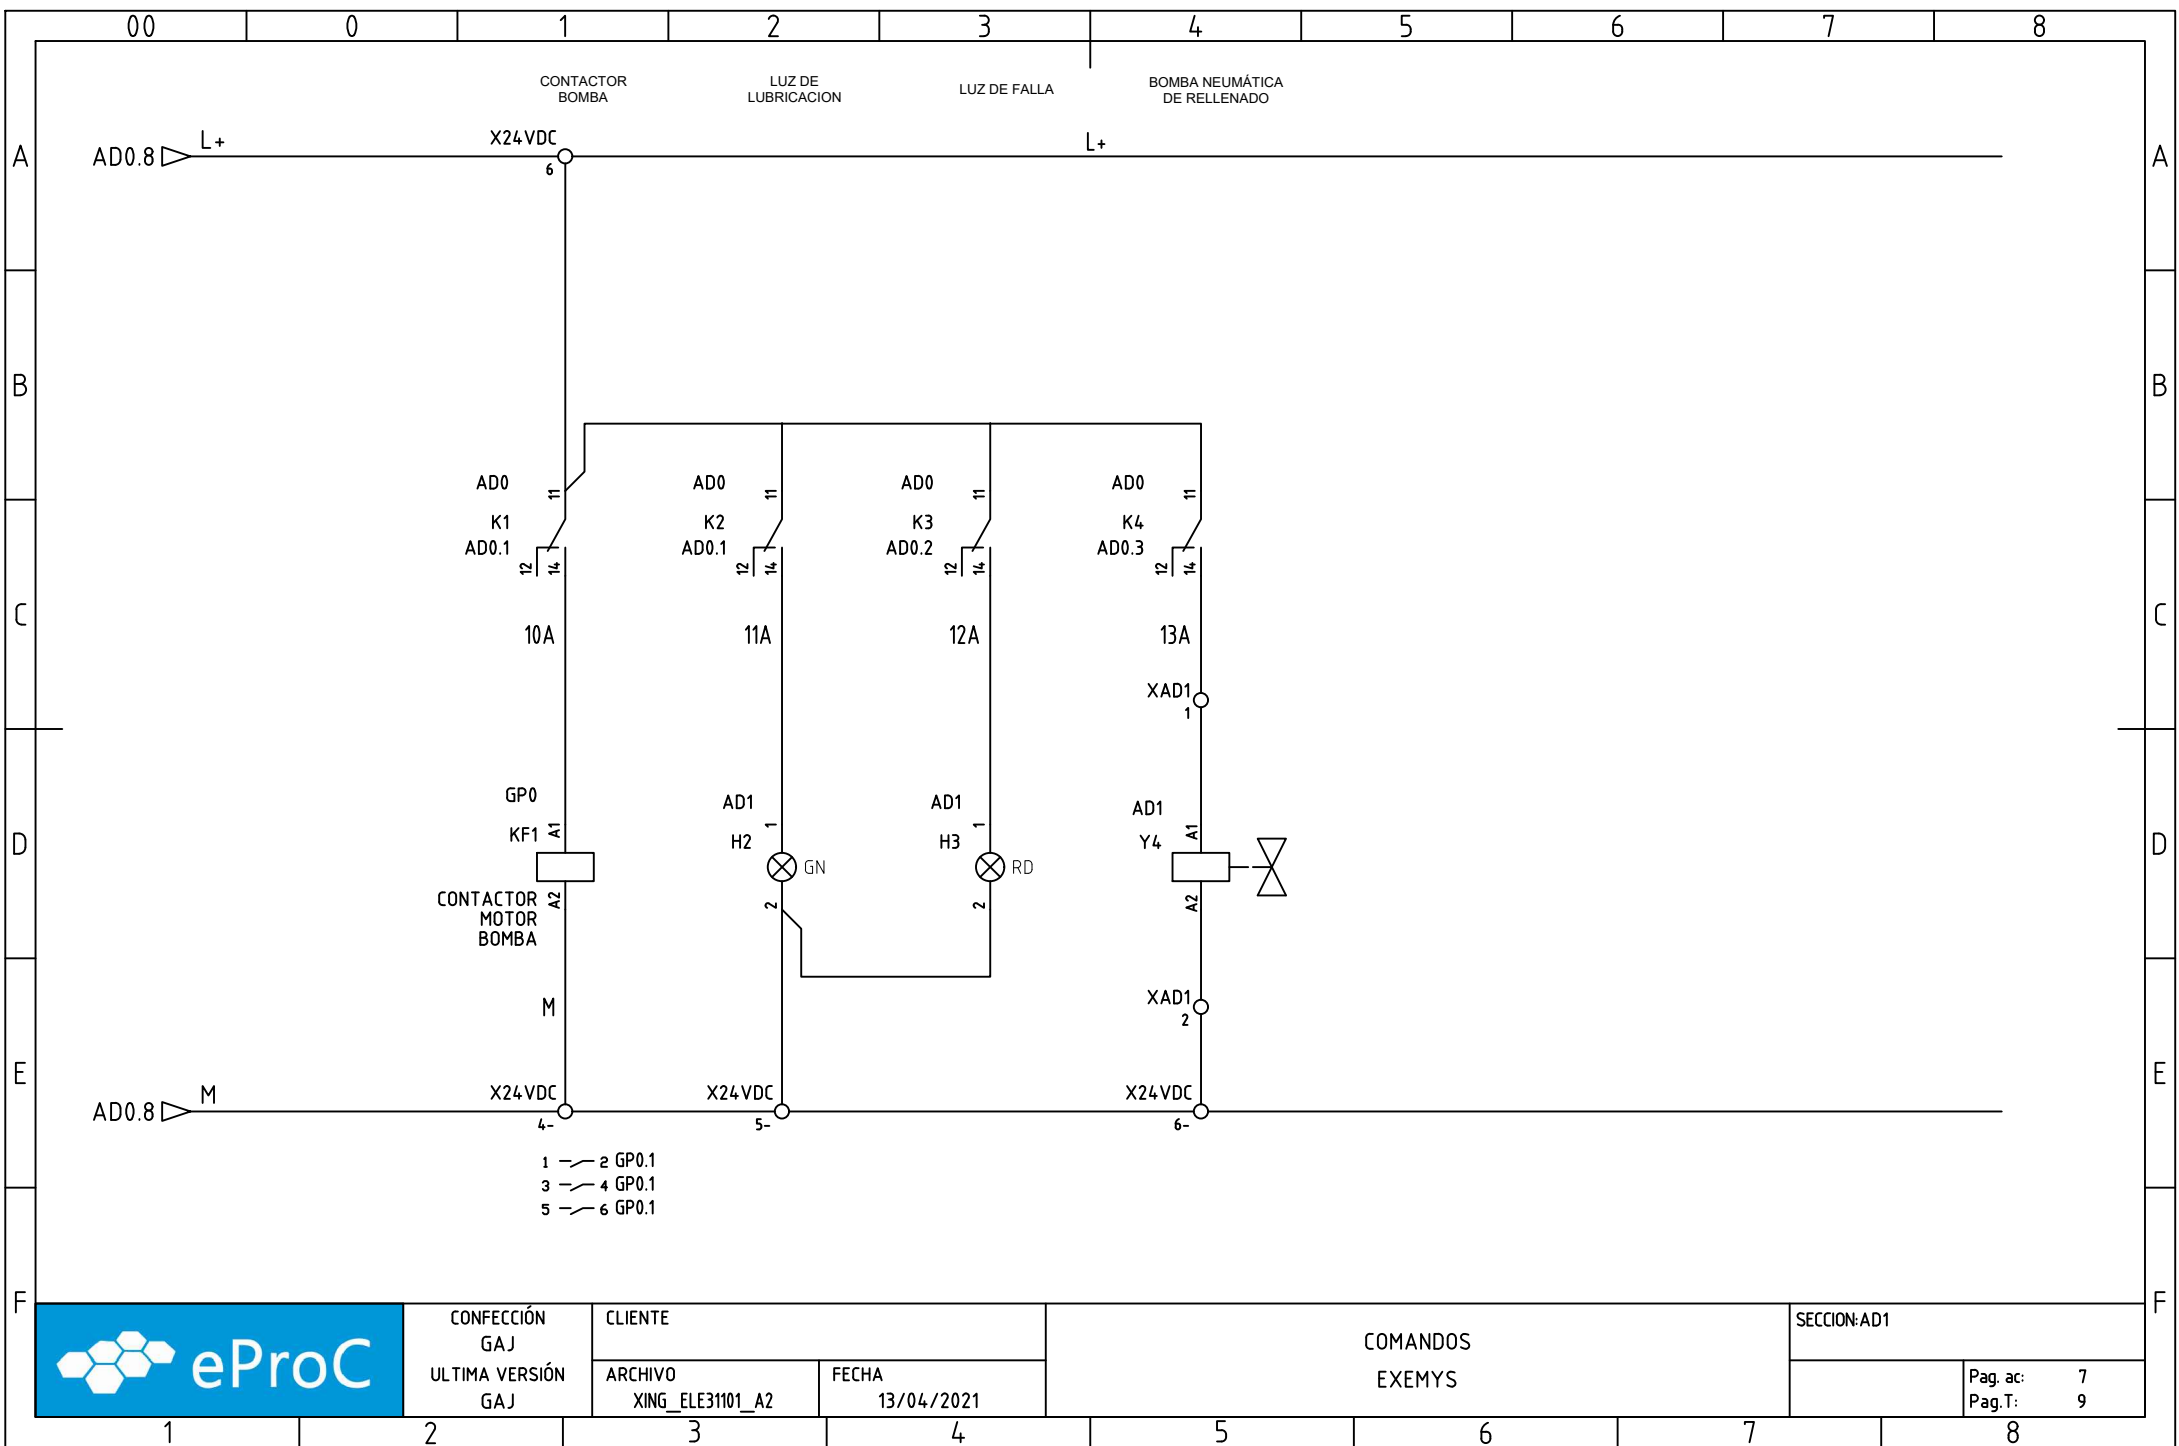 00 0 1 2 3 4 5 6 7 8
CONTACTOR
BOMBA
LUZ DE
LUBRICACION
LUZ DE FALLA
BOMBA NEUMÁTICA
DE RELLENADO
A AD0.8 L+ X24VDC L+ A
6
B B
AD0 11 AD0 11 AD0 11 AD0 11
K1 K2 K3 K4
AD0.1 AD0.1 AD0.2 AD0.3
12 14 12 14 12 14 12 14
C 10A 11A 12A 13A C
XAD1
1
GP0 AD1 AD1 AD1
KF1 A1 H2 1 H3 1 Y4 A1
D GN RD D
CONTACTOR A2 2 2 A2
MOTOR
BOMBA
M XAD1
2
E E
AD0.8 M X24VDC X24VDC X24VDC
4- 5- 6-
1 2 GP0.1
3 4 GP0.1
5 6 GP0.1
F F
eProC
CONFECCIÓN
GAJ
ULTIMA VERSIÓN
GAJ
CLIENTE
ARCHIVO
XING_ELE31101_A2
FECHA
13/04/2021
COMANDOS
EXEMYS
SECCION:AD1
Pag. ac: 7
Pag.T: 9
1 2 3 4 5 6 7 8